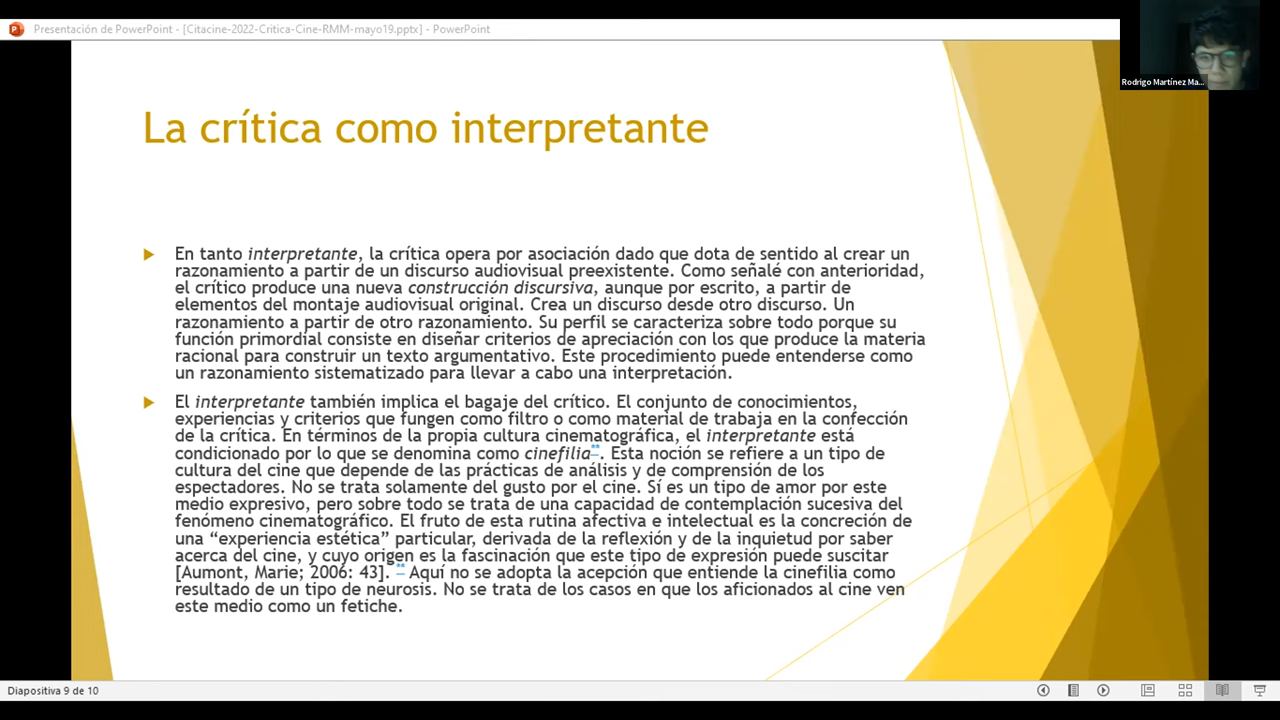 Presentación de PowerPoint - [Citacine-2022-Critica-Cine-RMM-mayo19.pptx] - PowerPoint
Rodrigo Martínez Ma...
La crítica como interpretante
En tanto interpretante, la crítica opera por asociación dado que dota de sentido al crear un
razonamiento a partir de un discurso audiovisual preexistente. Como señalé con anterioridad,
el crítico produce una nueva construcción discursiva, aunque por escrito, a partir de
elementos del montaje audiovisual original. Crea un discurso desde otro discurso. Un
razonamiento a partir de otro razonamiento. Su perfil se caracteriza sobre todo porque su
función primordial consiste en diseñar criterios de apreciación con los que produce la materia
racional para construir un texto argumentativo. Este procedimiento puede entenderse como
un razonamiento sistematizado para llevar a cabo una interpretación.
El interpretante también implica el bagaje del crítico. El conjunto de conocimientos,
experiencias y criterios que fungen como filtro o como material de trabaja en la confección
de la crítica. En términos de la propia cultura cinematográfica, el interpretante está
condicionado por lo que se denomina como cinefilia**. Esta noción se refiere a un tipo de
cultura del cine que depende de las prácticas de análisis y de comprensión de los
espectadores. No se trata solamente del gusto por el cine. Sí es un tipo de amor por este
medio expresivo, pero sobre todo se trata de una capacidad de contemplación sucesiva del
fenómeno cinematográfico. El fruto de esta rutina afectiva e intelectual es la concreción de
una “experiencia estética” particular, derivada de la reflexión y de la inquietud por saber
acerca del cine, y cuyo origen es la fascinación que este tipo de expresión puede suscitar
[Aumont, Marie; 2006: 43]. ** Aquí no se adopta la acepción que entiende la cinefilia como
resultado de un tipo de neurosis. No se trata de los casos en que los aficionados al cine ven
este medio como un fetiche.
Diapositiva 9 de 10